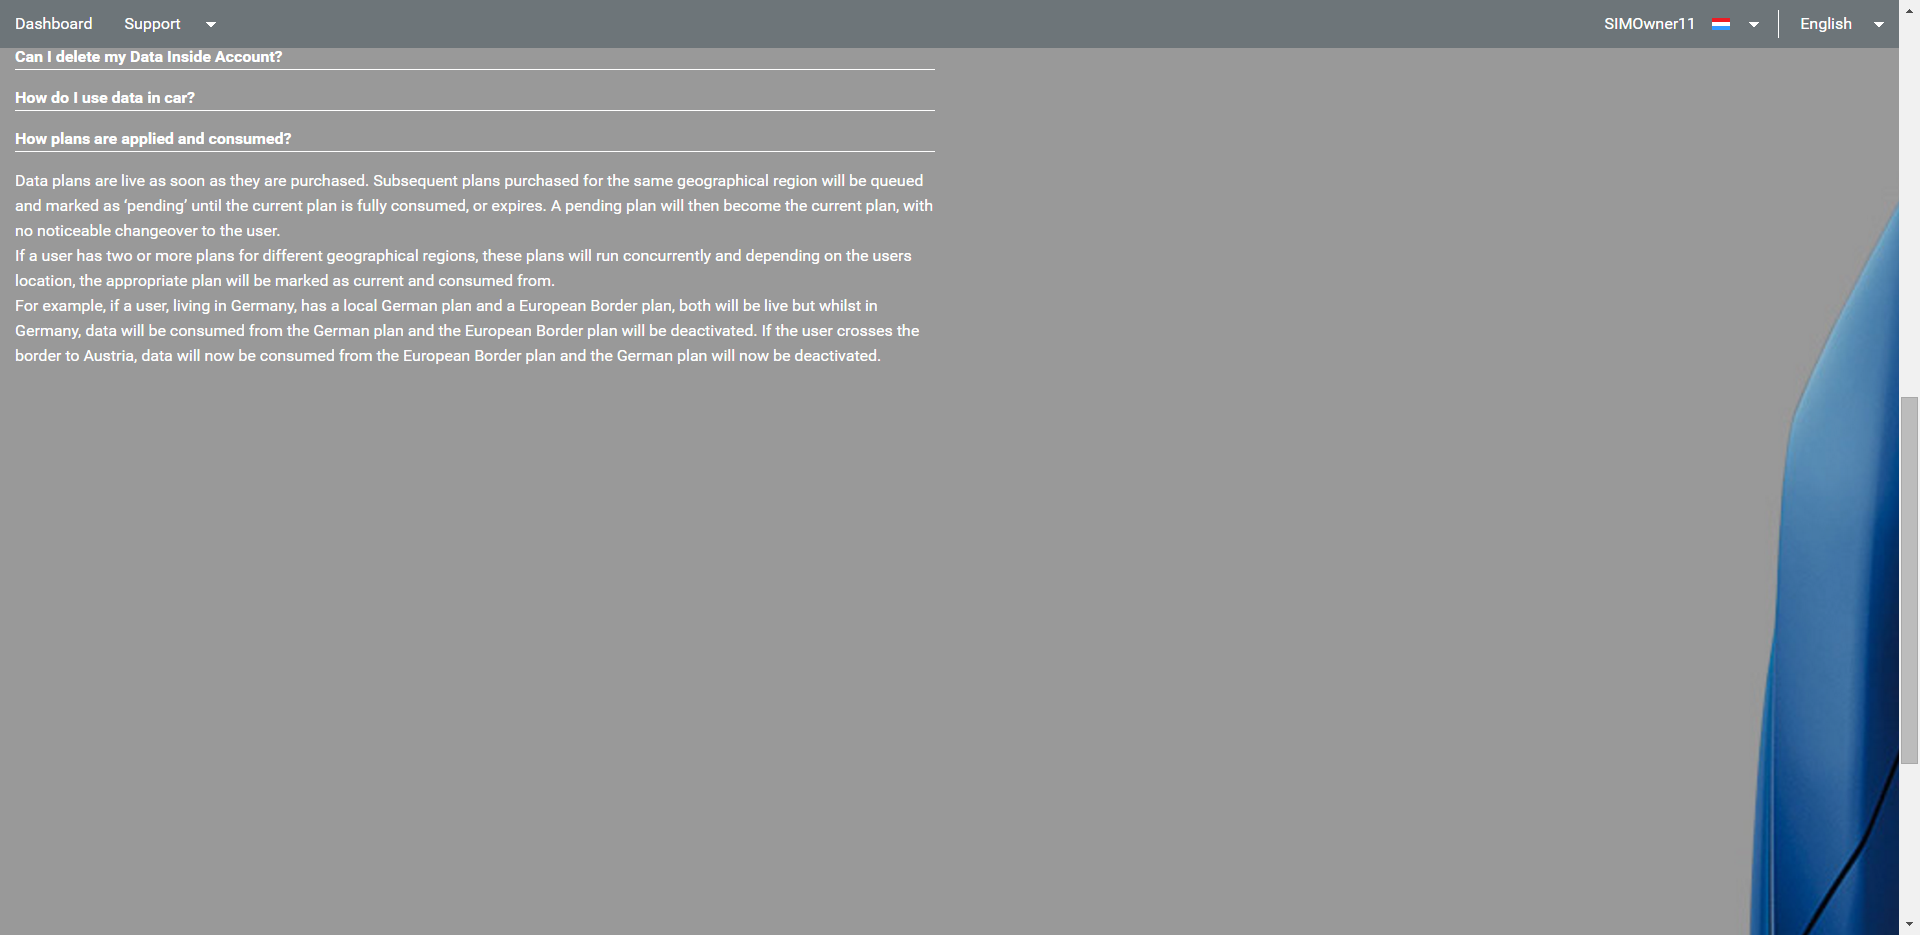 Dashboard Support SIMOwner11 English
Can I delete my Data Inside Account?
How do I use data in car?
How plans are applied and consumed?
Data plans are live as soon as they are purchased. Subsequent plans purchased for the same geographical region will be queued
and marked as ‘pending’ until the current plan is fully consumed, or expires. A pending plan will then become the current plan, with
no noticeable changeover to the user.
If a user has two or more plans for different geographical regions, these plans will run concurrently and depending on the users
location, the appropriate plan will be marked as current and consumed from.
For example, if a user, living in Germany, has a local German plan and a European Border plan, both will be live but whilst in
Germany, data will be consumed from the German plan and the European Border plan will be deactivated. If the user crosses the
border to Austria, data will now be consumed from the European Border plan and the German plan will now be deactivated.